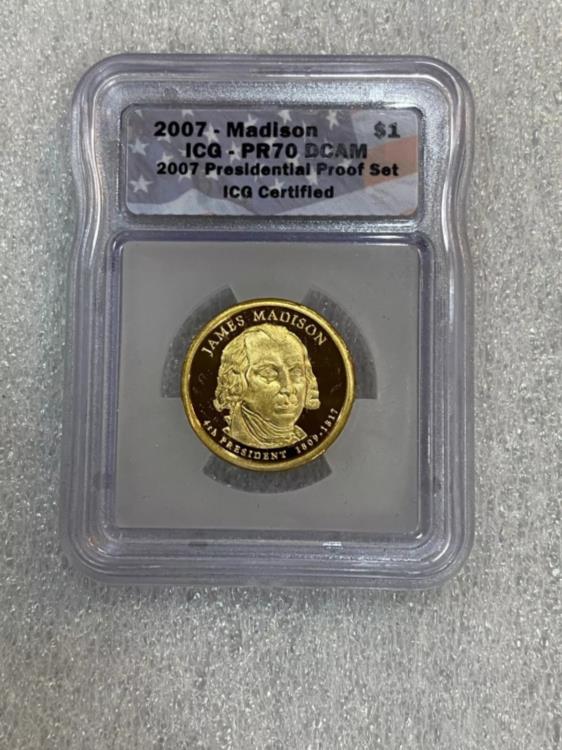 2007 - Madison $1
ICG - PR70 DCAM
2007 Presidential Proof Set
ICG Certified
JAMES MADISON
4th PRESIDENT 1809-1817